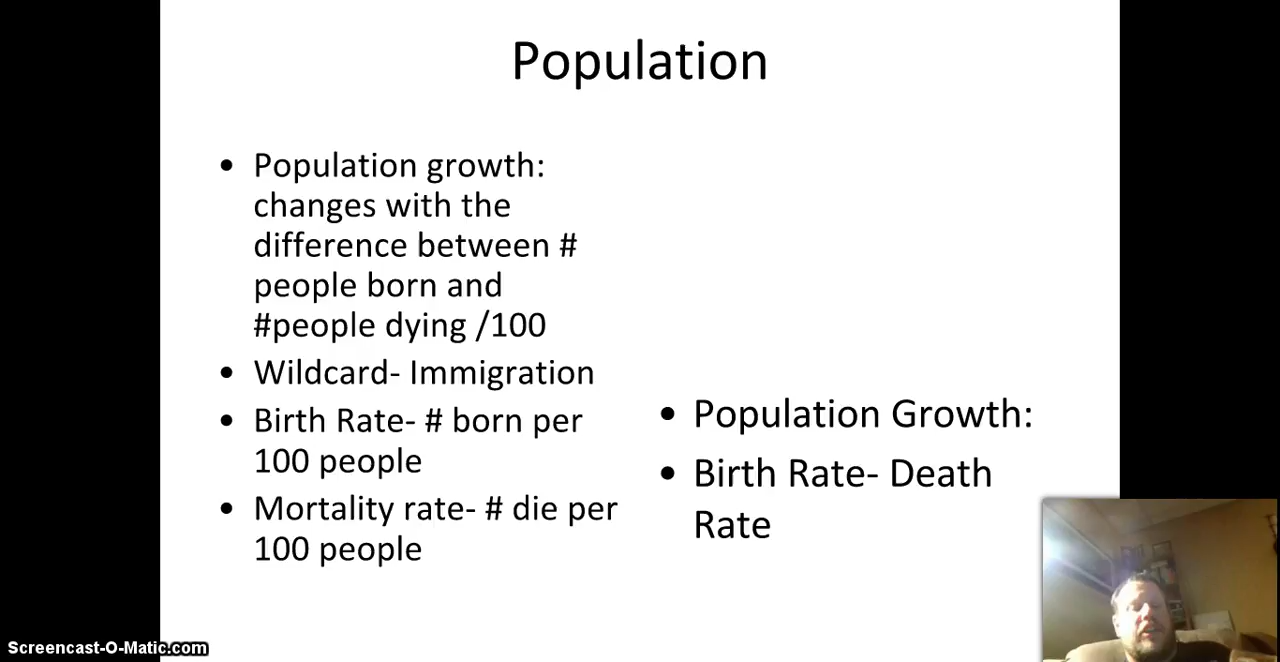 Population
• Population growth:
changes with the
difference between #
people born and
#people dying /100
• Wildcard- Immigration
• Birth Rate- # born per
100 people
• Mortality rate- # die per
100 people
• Population Growth:
• Birth Rate- Death
Rate
Screencast-O-Matic.com